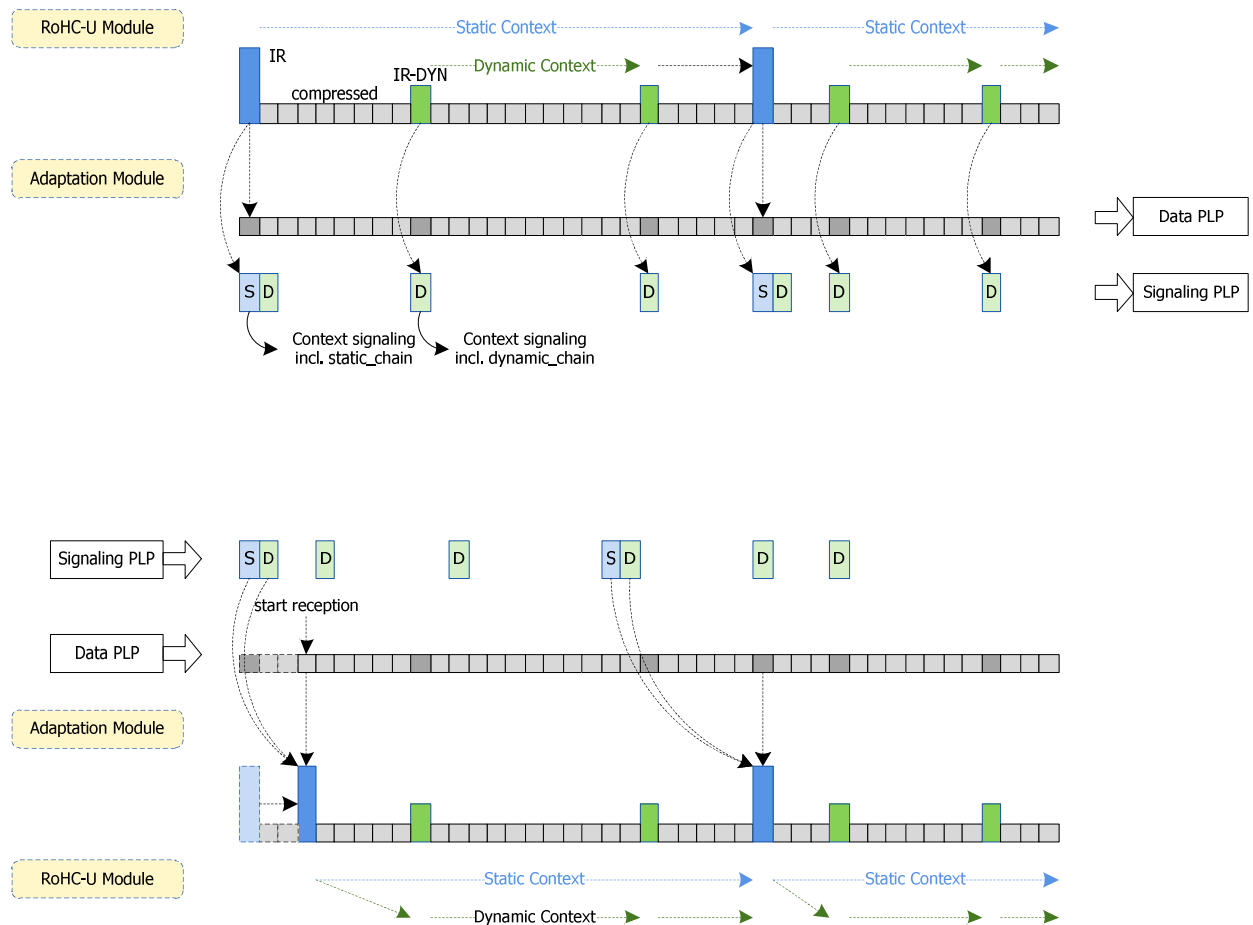 RoHC-U Module
Static Context
Static Context
IR
Dynamic Context
IR-DYN
compressed
Adaptation Module
Data PLP
S D
D
D
S D
D
D
Signaling PLP
Context signaling
incl. static_chain
Context signaling
incl. dynamic_chain
Signaling PLP
S D
D
D
S D
D
D
start reception
Data PLP
Adaptation Module
RoHC-U Module
Static Context
Static Context
Dynamic Context